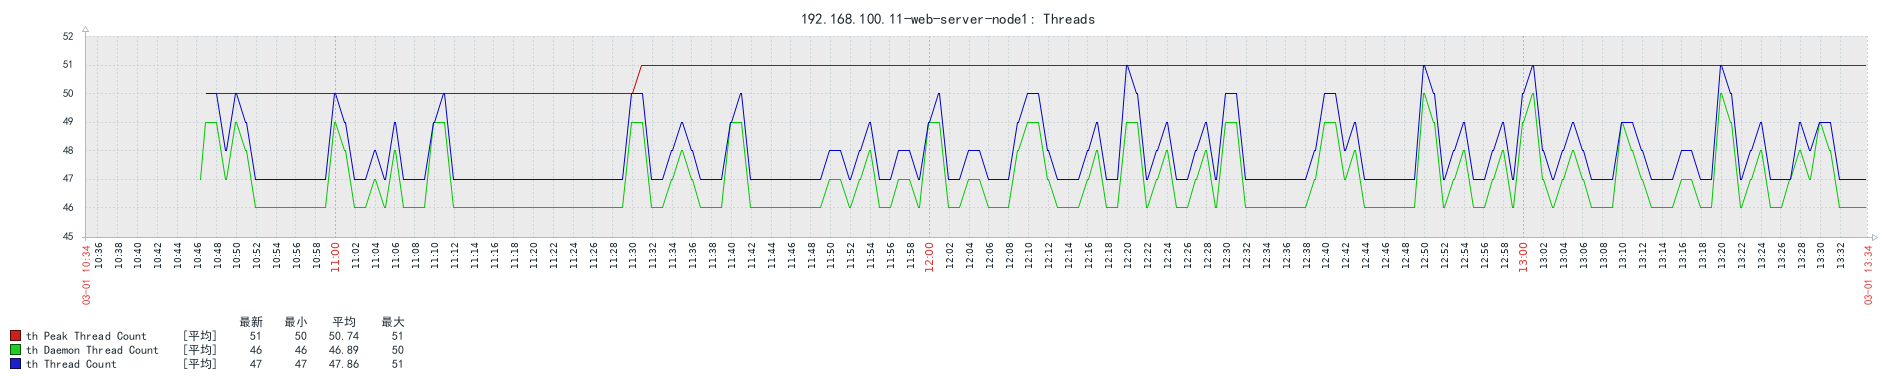 192.168.100.11-web-server-node1: Threads
52
51
50
49
48
47
46
45
03-01 10:34 10:36 10:38 10:40 10:42 10:44 10:46 10:48 10:50 10:52 10:54 10:56 10:58 11:00 11:02 11:04 11:06 11:08 11:10 11:12 11:14 11:16 11:18 11:20 11:22 11:24 11:26 11:28 11:30 11:32 11:34 11:36 11:38 11:40 11:42 11:44 11:46 11:48 11:50 11:52 11:54 11:56 11:58 12:00 12:02 12:04 12:06 12:08 12:10 12:12 12:14 12:16 12:18 12:20 12:22 12:24 12:26 12:28 12:30 12:32 12:34 12:36 12:38 12:40 12:42 12:44 12:46 12:48 12:50 12:52 12:54 12:56 12:58 13:00 13:02 13:04 13:06 13:08 13:10 13:12 13:14 13:16 13:18 13:20 13:22 13:24 13:26 13:28 13:30 13:32 03-01 13:34
最新 最小 平均 最大
th Peak Thread Count [平均] 51 50 50.74 51
th Daemon Thread Count [平均] 46 46 46.89 50
th Thread Count [平均] 47 47 47.86 51